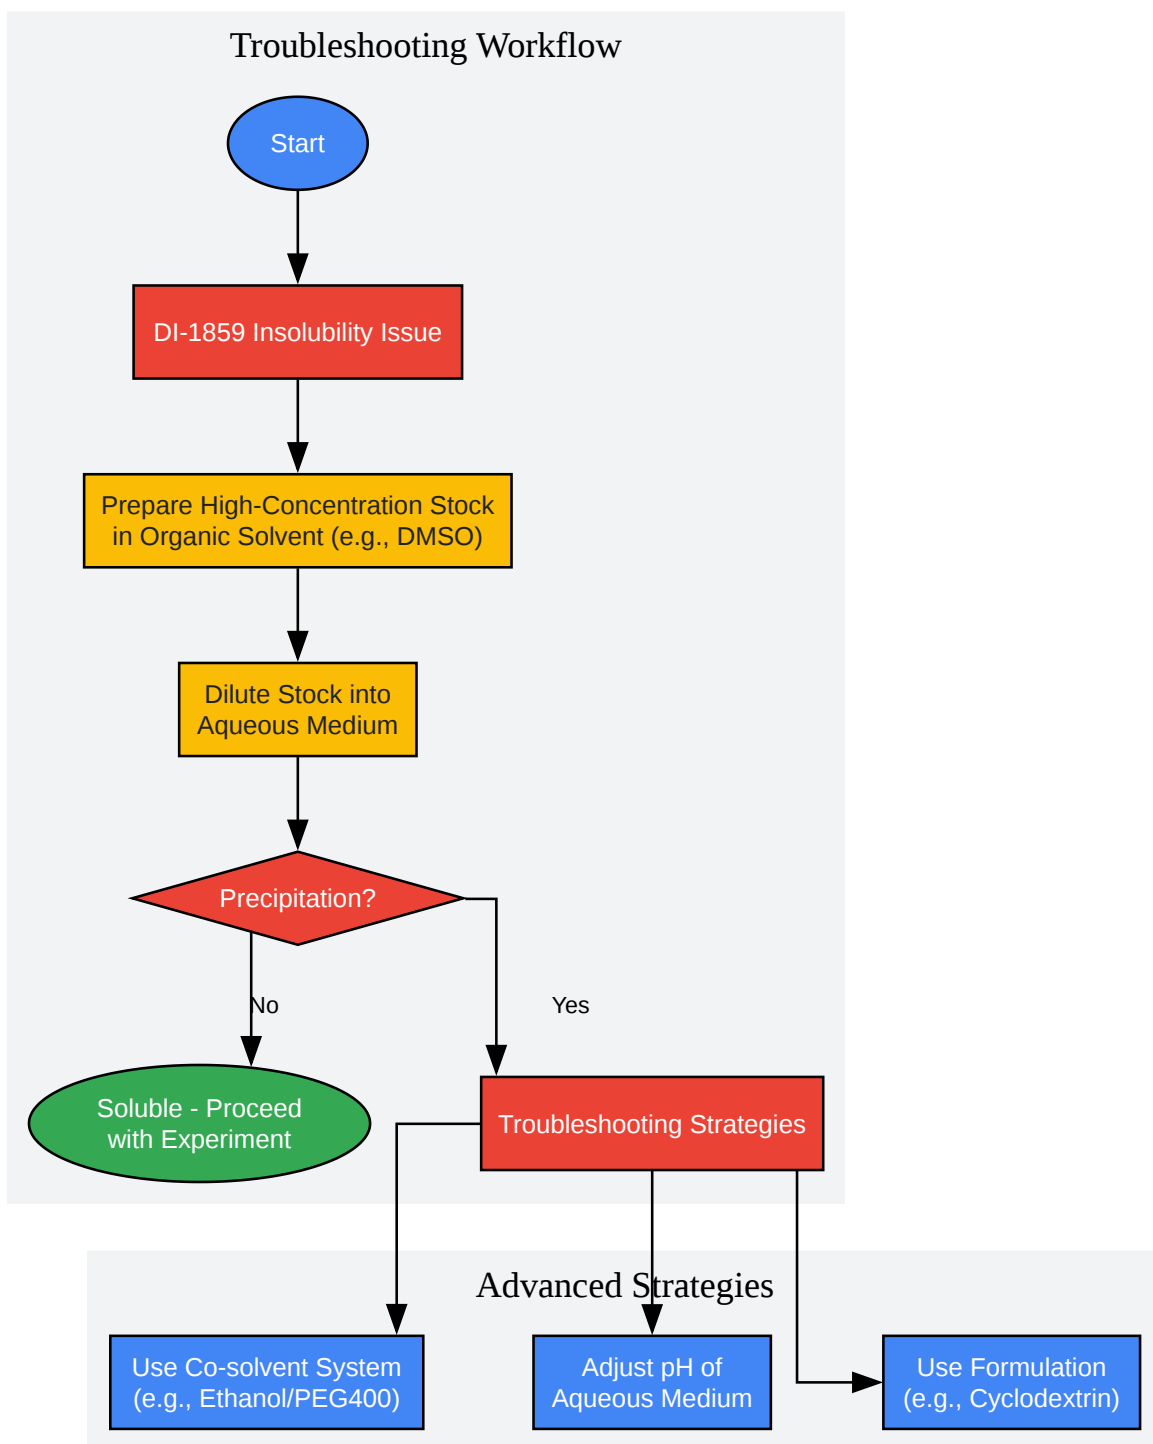 Troubleshooting Workflow
Start
DI-1859 Insolubility Issue
Prepare High-Concentration Stock
in Organic Solvent (e.g., DMSO)
Dilute Stock into
Aqueous Medium
Precipitation?
No
Yes
Soluble - Proceed
with Experiment
Troubleshooting Strategies
Advanced Strategies
Use Co-solvent System
(e.g., Ethanol/PEG400)
Adjust pH of
Aqueous Medium
Use Formulation
(e.g., Cyclodextrin)